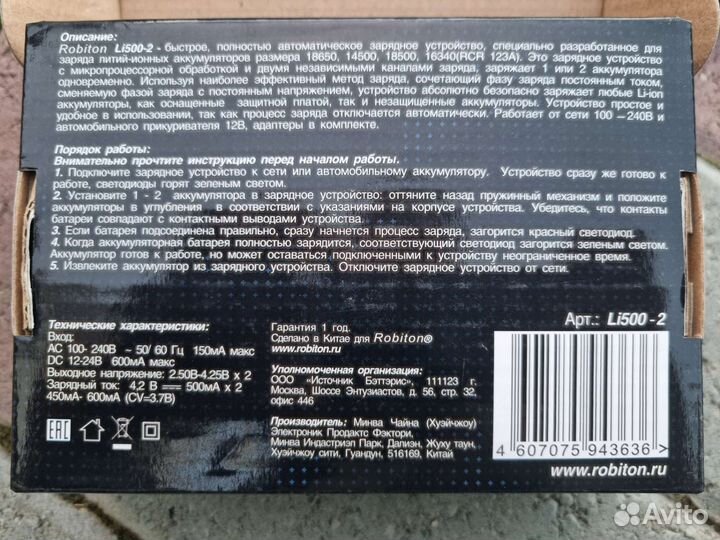 Описание:
Robiton Li500-2 - быстрое, полностью автоматическое зарядное устройство, специально разработанное для
заряда литий-ионных аккумуляторов размера 18650, 14500, 18500, 16340(RCR 123A). Это зарядное устройство
с микропроцессорной обработкой и двумя независимыми каналами заряда, заряжает 1 или 2 аккумулятора
одновременно. Используя наиболее эффективный метод заряда, сочетающий фазу заряда постоянным током,
сменяемую фазой заряда с постоянным напряжением, устройство абсолютно безопасно заряжает любые Li-ion
аккумуляторы, как оснащенные защитной платой, так и незащищенные аккумуляторы. Устройство простое и
удобное в использовании, так как процесс заряда отключается автоматически. Работает от сети 100 –240В и
автомобильного прикуривателя 12В, адаптеры в комплекте.
Порядок работы:
Внимательно прочтите инструкцию перед началом работы.
1. Подключите зарядное устройство к сети или автомобильному аккумулятору. Устройство сразу же готово к
работе, светодиоды горят зеленым светом.
2. Установите 1 - 2 аккумулятора в зарядное устройство: оттяните назад пружинный механизм и положите
аккумуляторы в углубления - в соответствии с указаниями на корпусе устройства. Убедитесь, что контакты
батареи совпадают с контактными выводами устройства.
3. Если батарея подсоединена правильно, сразу начнется процесс заряда, загорится красный светодиод.
4. Когда аккумуляторная батарея полностью зарядится, соответствующий светодиод загорится зеленым светом.
Аккумулятор готов к работе, но может оставаться подключенными к устройству неограниченное время.
5. Извлеките аккумулятор из зарядного устройства. Отключите зарядное устройство от сети.
Технические характеристики:
Вход:
AC 100- 240В ~ 50/ 60 Гц 150мА макс
DC 12-24В 600мА макс
Выходное напряжение: 2.50В-4.25В x 2
Зарядный ток: 4,2 В ⎓ 500мА x 2
450мА- 600мА (CV=3.7В)
EAC
Гарантия 1 год.
Сделано в Китае для Robiton®
www.robiton.ru
Уполномоченная организация:
ООО «Источник Бэттэрис», 111123 г.
Москва, Шоссе Энтузиастов, д. 56, стр. 32,
офис 446
Производитель: Минва Чайна (Хуэйчжоу)
Электроник Продактс Фэктори,
Минва Индастриэл Парк, Далиэн, Жуху таун,
Хуэйчжоу сити, Гуандун, 516169, Китай
Арт.: Li500 -2
4 607075 943636 >
www.robiton.ru
Avito